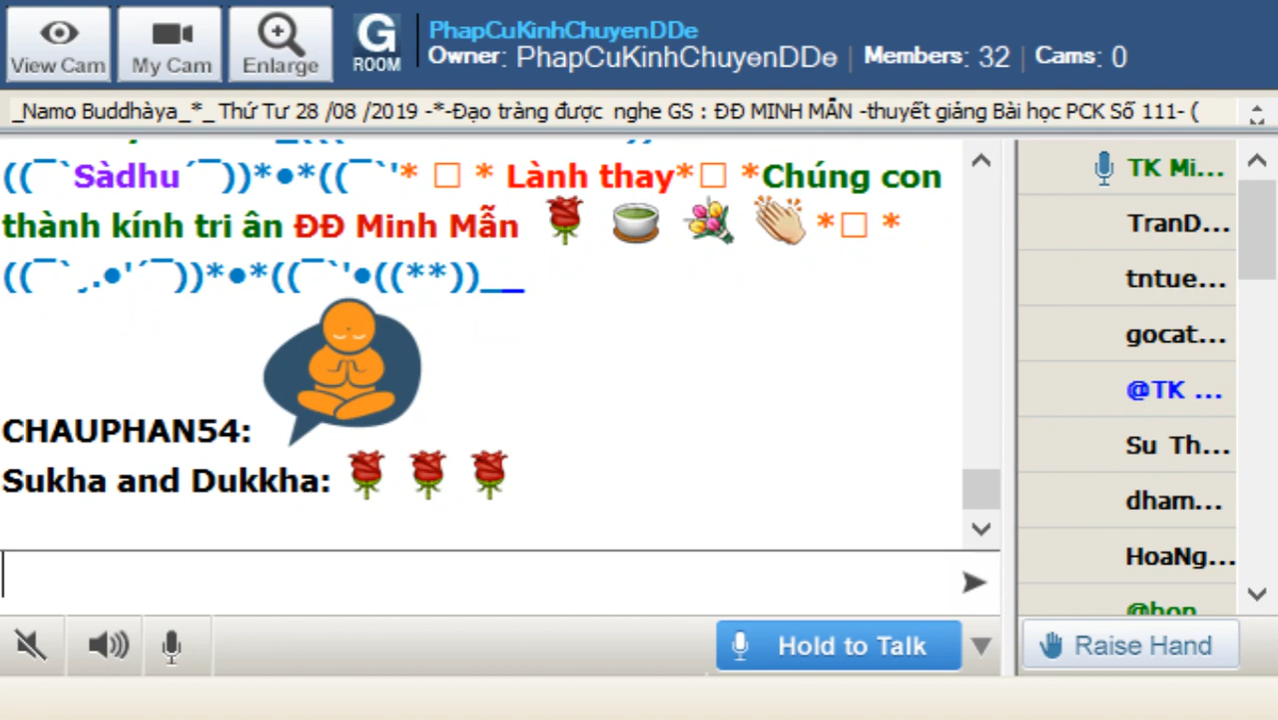 View Cam
My Cam
Enlarge
G
ROOM
PhapCuKinhChuyenDDe
Owner: PhapCuKinhChuyenDDe | Members: 32 | Cams: 0
_Namo Buddhàya_*_ Thứ Tư 28 /08 /2019 -*-Đạo tràng được nghe GS : ĐĐ MINH MẪN -thuyết giảng Bài học PCK Số 111- (
((¯`Sàdhu´¯))*●*((¯`'* □ * Lành thay*□ *Chúng con
thành kính tri ân ĐĐ Minh Mẫn *□ *
((¯`¸.●'´¯))*●*((¯`'●((**))__
CHAUPHAN54:
Sukha and Dukkha:
TK Mi...
TranD...
tntue...
gocat...
@TK ...
Su Th...
dham...
HoaNg...
@hon
Hold to Talk
Raise Hand